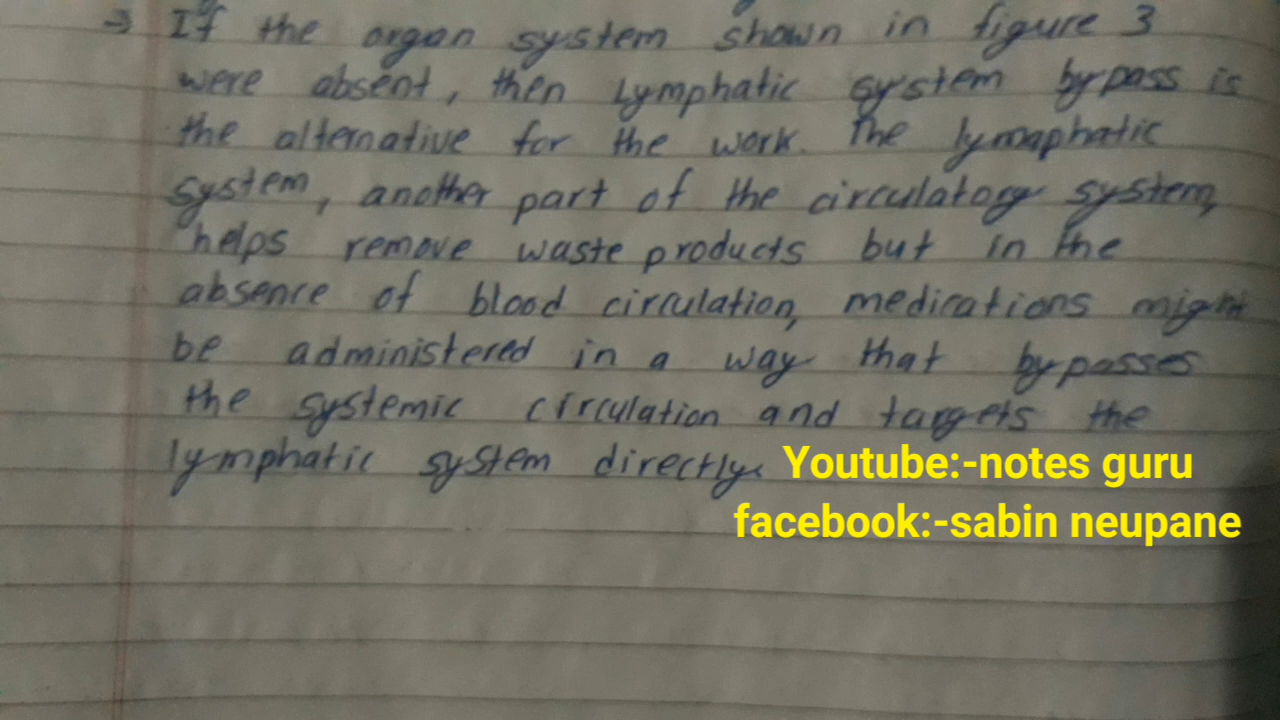 ⇒ If the organ system shown in figure 3
were absent, then lymphatic system bypass is
the alternative for the work. The lymaphatic
system, another part of the circulatory system,
helps remove waste products but in the
absence of blood circulation, medications might
be administered in a way that bypasses
the systemic circulation and targets the
lymphatic system directly.
Youtube:-notes guru
facebook:-sabin neupane